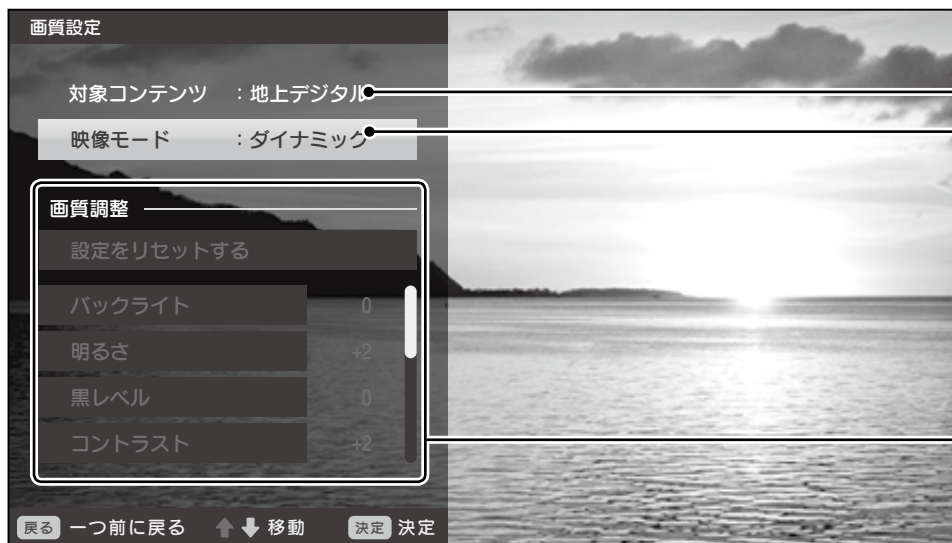 画質設定
対象コンテンツ ：地上デジタル
映像モード ：ダイナミック
画質調整
設定をリセットする
バックライト 0
明るさ +2
黒レベル 0
コントラスト +2
戻る 一つ前に戻る 移動 決定 決定